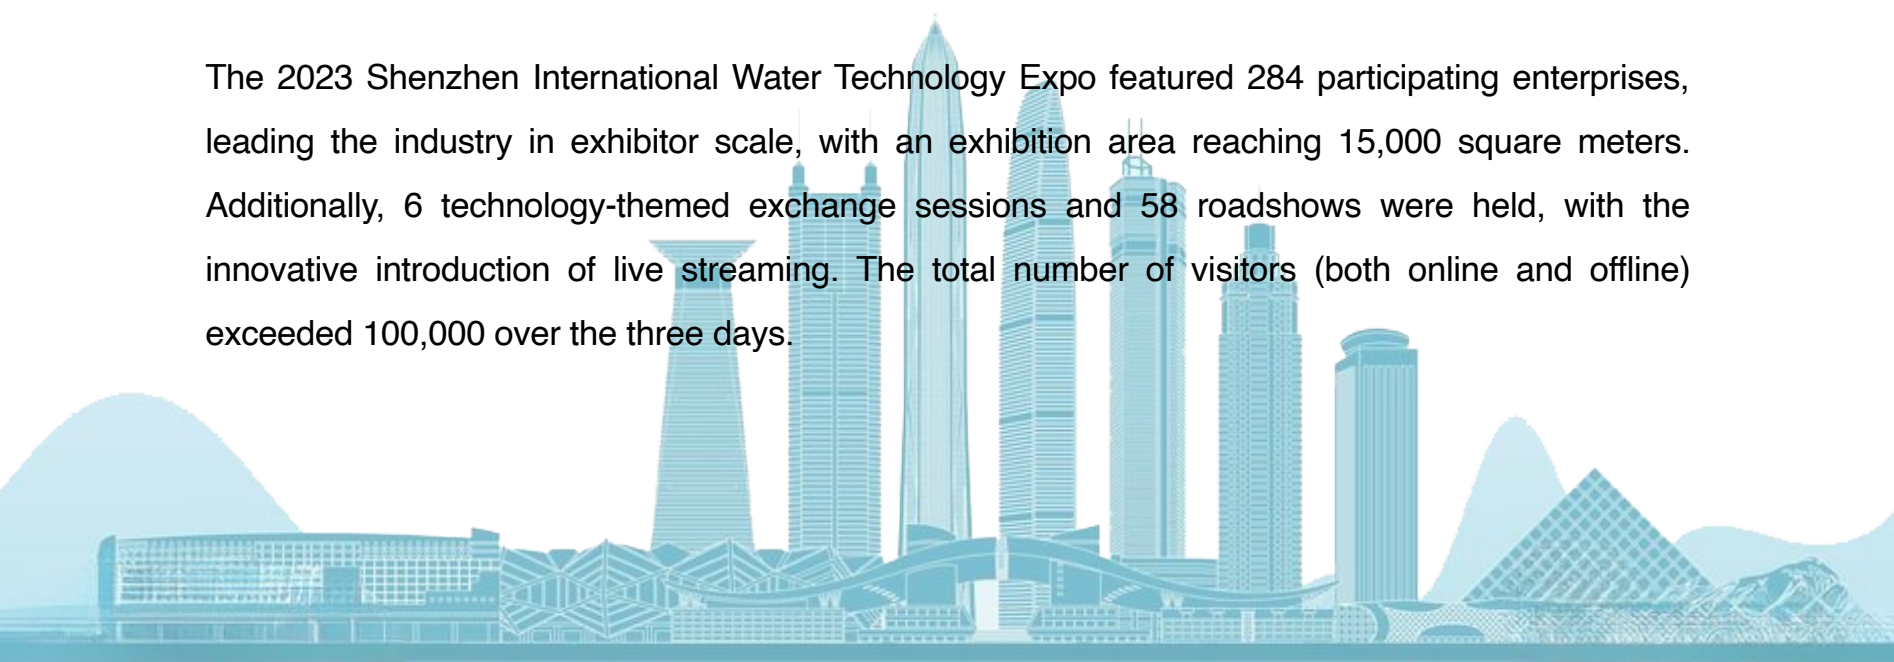 The 2023 Shenzhen International Water Technology Expo featured 284 participating enterprises,
leading the industry in exhibitor scale, with an exhibition area reaching 15,000 square meters.
Additionally, 6 technology-themed exchange sessions and 58 roadshows were held, with the
innovative introduction of live streaming. The total number of visitors (both online and offline)
exceeded 100,000 over the three days.